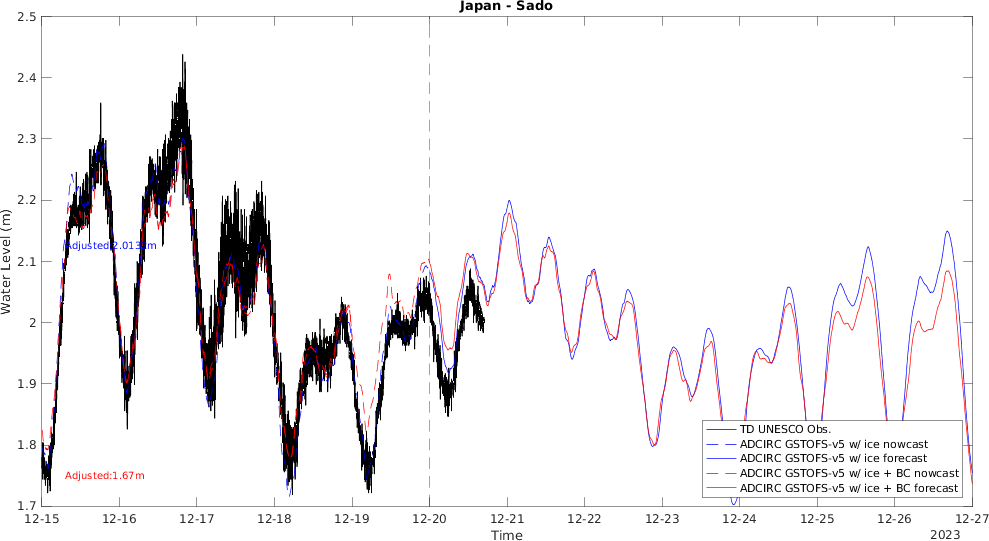 Japan - Sado
Water Level (m)
2.5
2.4
2.3
2.2
2.1
2
1.9
1.8
1.7
Adjusted:2.0132m
Adjusted:1.67m
TD UNESCO Obs.
ADCIRC GSTOFS-v5 w/ ice nowcast
ADCIRC GSTOFS-v5 w/ ice forecast
ADCIRC GSTOFS-v5 w/ ice + BC nowcast
ADCIRC GSTOFS-v5 w/ ice + BC forecast
12-15 12-16 12-17 12-18 12-19 12-20 12-21 12-22 12-23 12-24 12-25 12-26 12-27
Time
2023